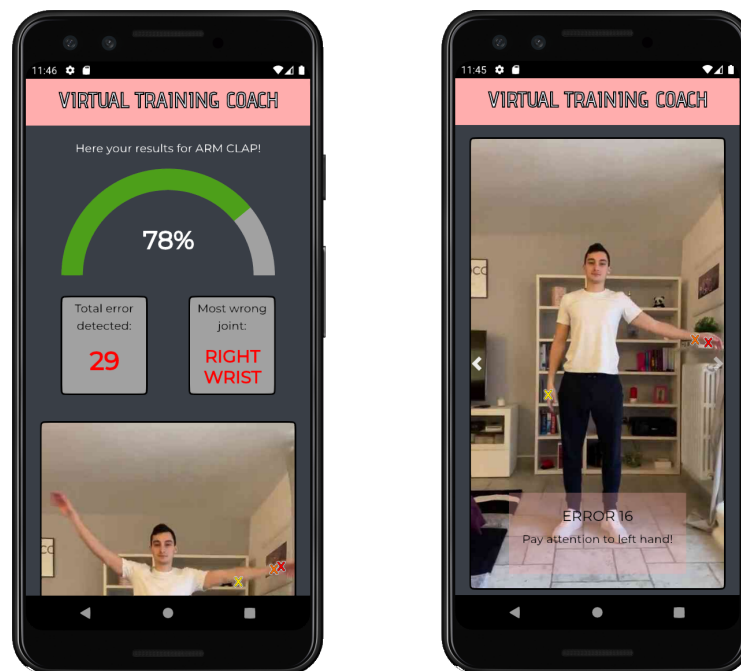 11:46
VIRTUAL TRAINING COACH
Here your results for ARM CLAP!
78%
Total error
detected:
29
Most wrong
joint:
RIGHT
WRIST
X
X X
11:45
VIRTUAL TRAINING COACH
X X
X
ERROR 16
Pay attention to left hand!